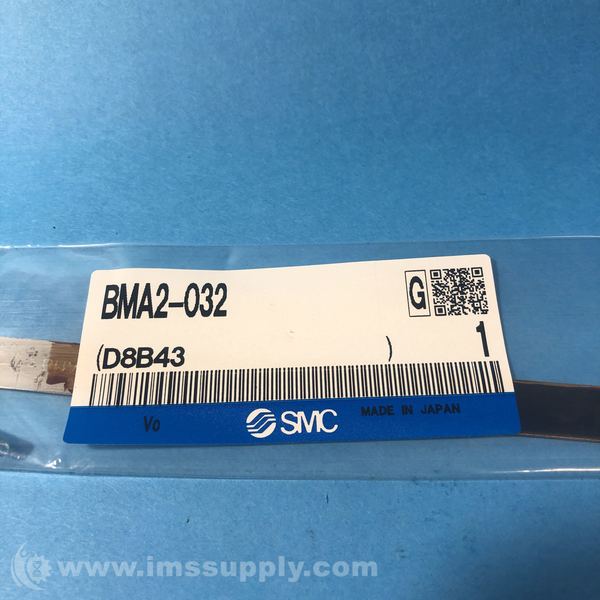 BMA2-032
G
(D8B43 )
1
Vo
SMC
MADE IN JAPAN
www.imssupply.com